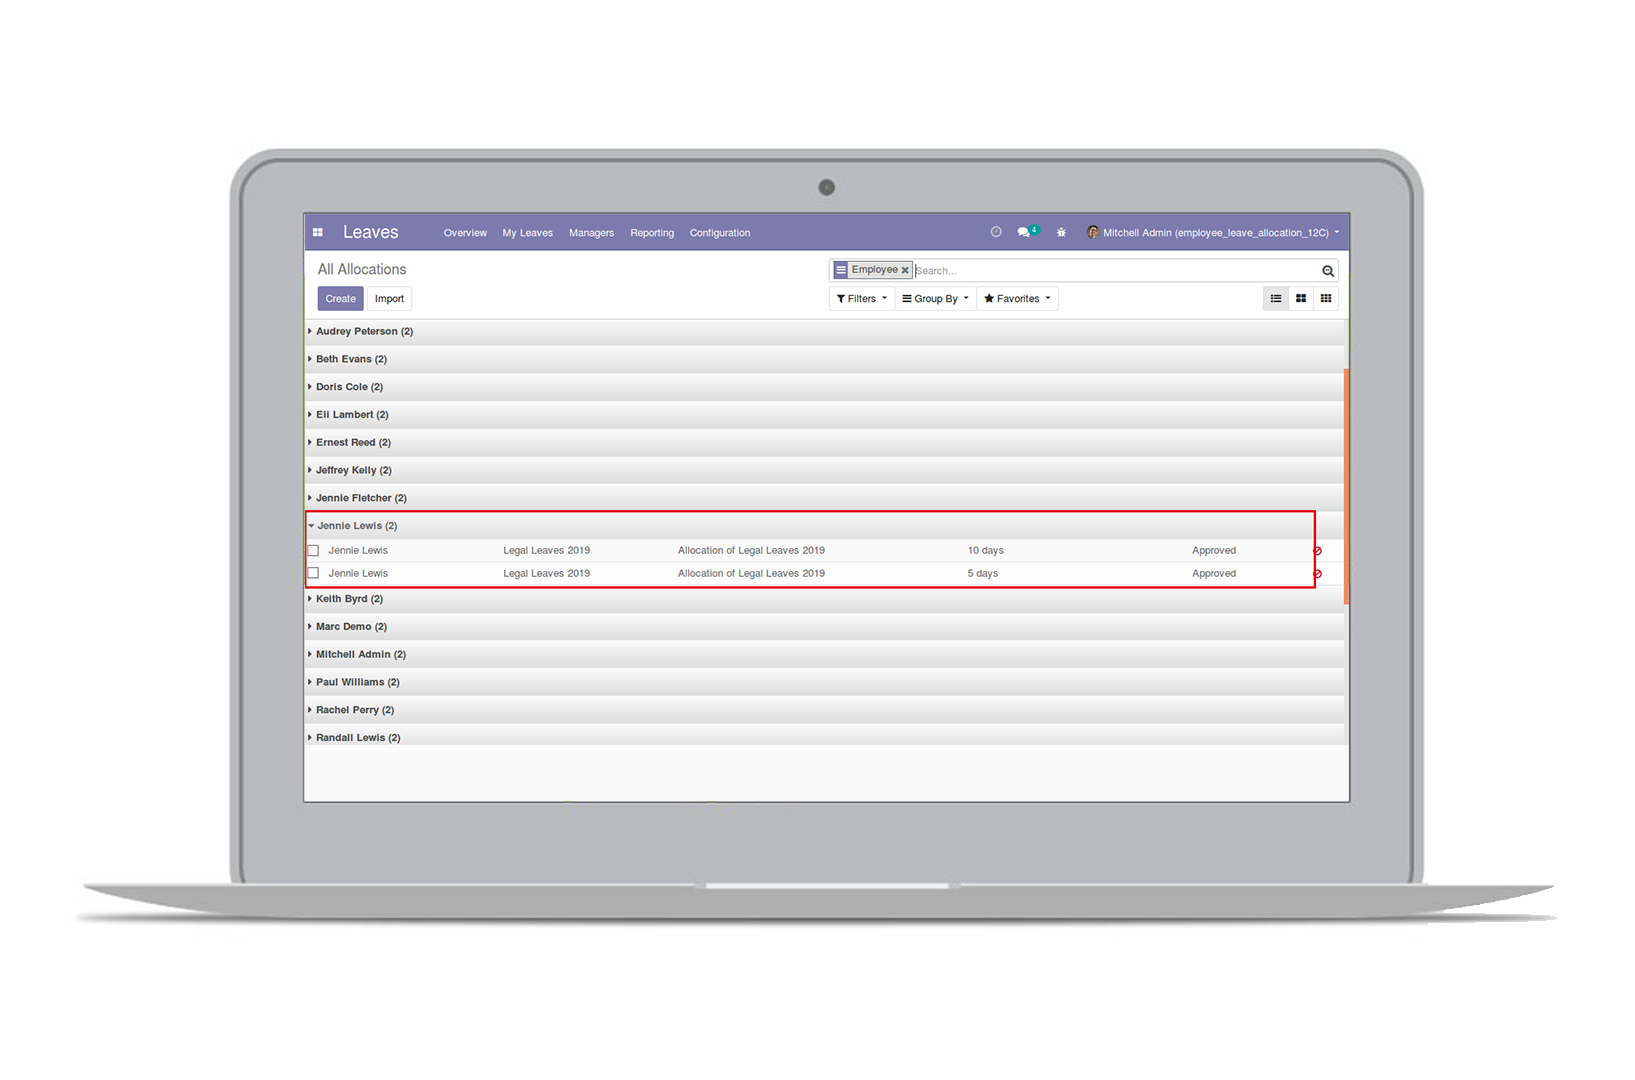 Leaves Overview My Leaves Managers Reporting Configuration 4 Mitchell Admin (employee_leave_allocation_12C)
All Allocations Employee Search...
Create Import Filters Group By Favorites
Audrey Peterson (2)
Beth Evans (2)
Doris Cole (2)
Eli Lambert (2)
Ernest Reed (2)
Jeffrey Kelly (2)
Jennie Fletcher (2)
Jennie Lewis (2)
Jennie Lewis Legal Leaves 2019 Allocation of Legal Leaves 2019 10 days Approved
Jennie Lewis Legal Leaves 2019 Allocation of Legal Leaves 2019 5 days Approved
Keith Byrd (2)
Marc Demo (2)
Mitchell Admin (2)
Paul Williams (2)
Rachel Perry (2)
Randall Lewis (2)